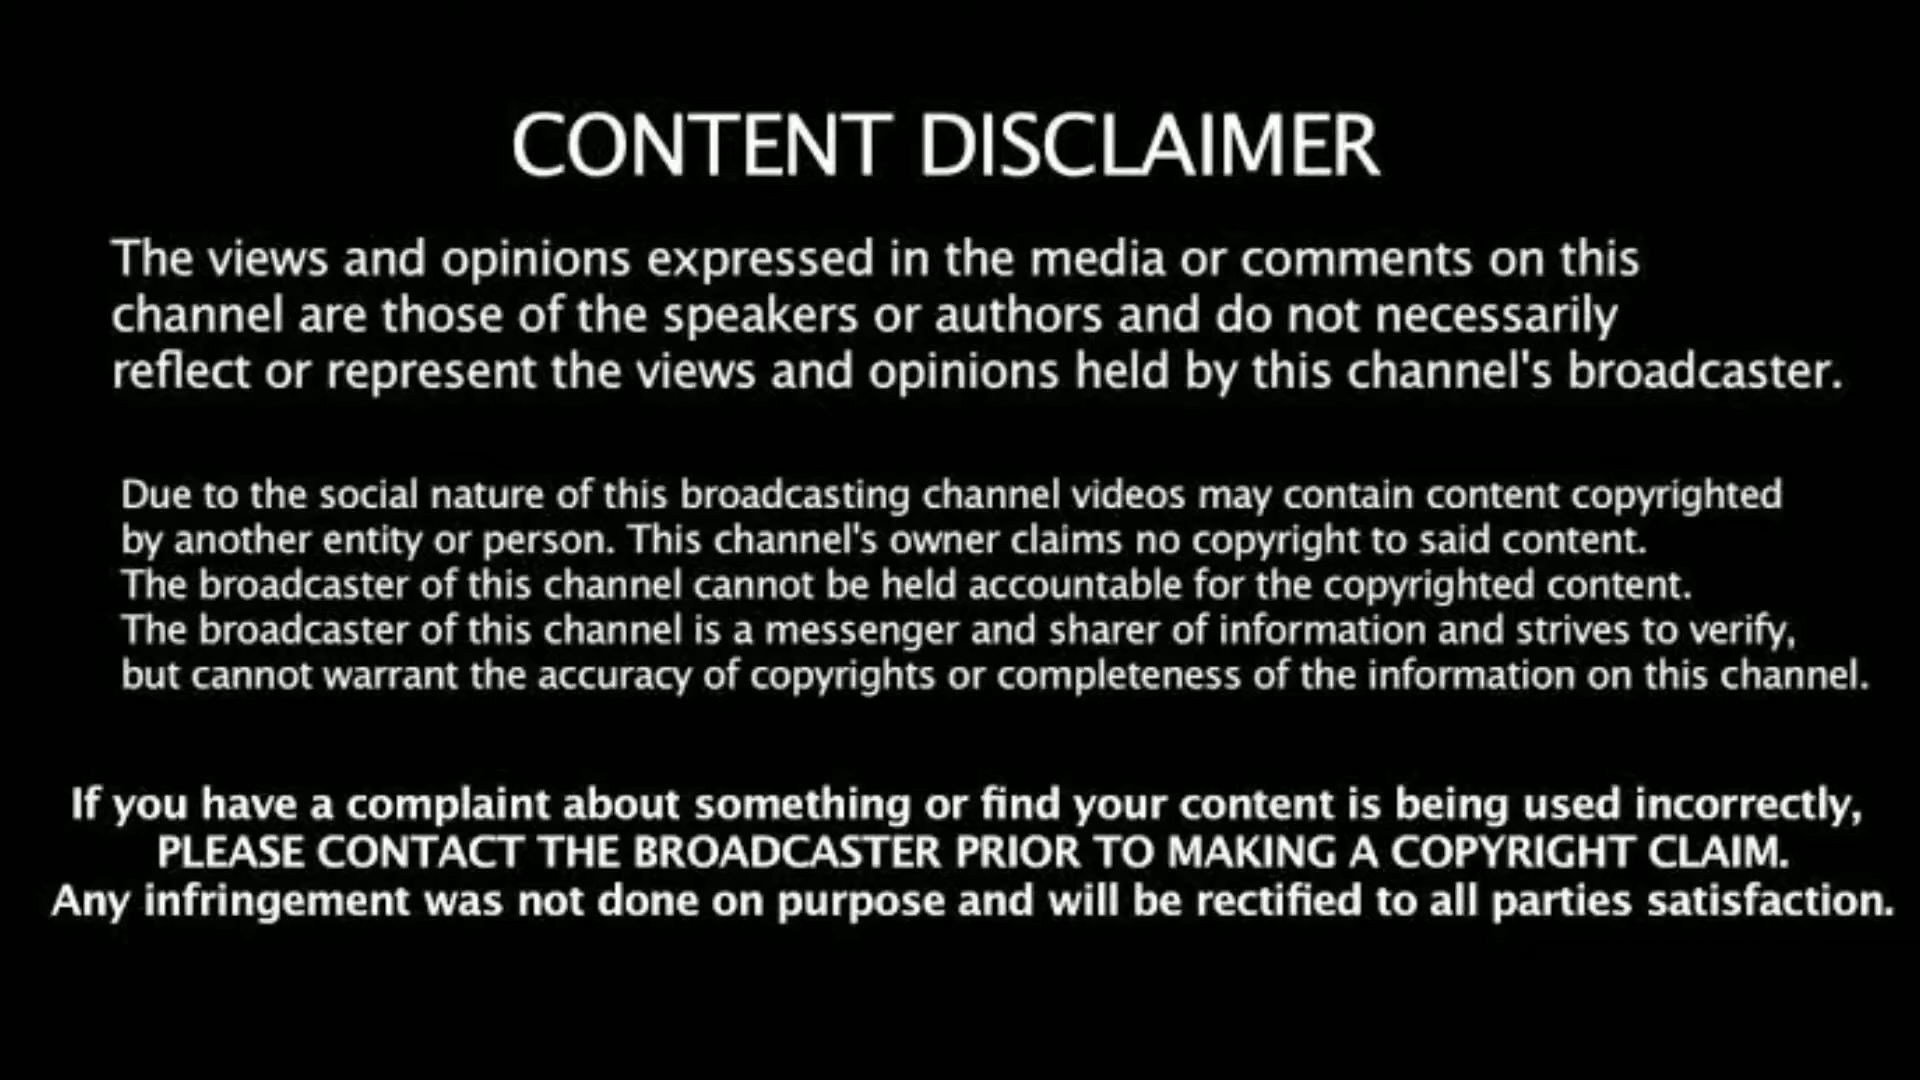 CONTENT DISCLAIMER
The views and opinions expressed in the media or comments on this
channel are those of the speakers or authors and do not necessarily
reflect or represent the views and opinions held by this channel's broadcaster.
Due to the social nature of this broadcasting channel videos may contain content copyrighted
by another entity or person. This channel's owner claims no copyright to said content.
The broadcaster of this channel cannot be held accountable for the copyrighted content.
The broadcaster of this channel is a messenger and sharer of information and strives to verify,
but cannot warrant the accuracy of copyrights or completeness of the information on this channel.
If you have a complaint about something or find your content is being used incorrectly,
PLEASE CONTACT THE BROADCASTER PRIOR TO MAKING A COPYRIGHT CLAIM.
Any infringement was not done on purpose and will be rectified to all parties satisfaction.